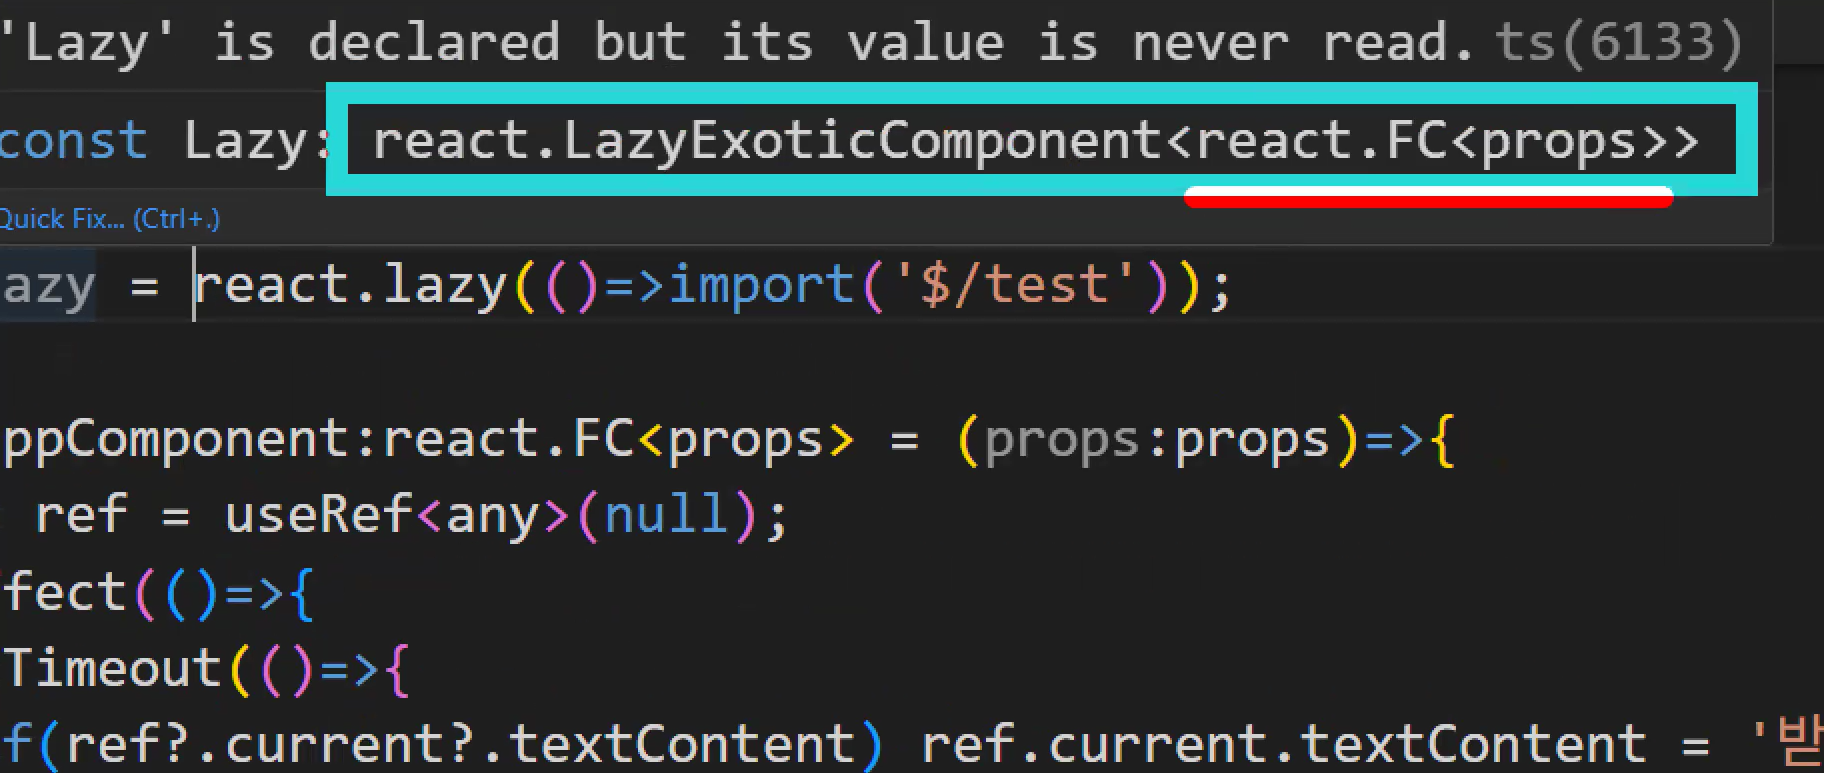 'Lazy' is declared but its value is never read. ts(6133)
const Lazy: react.LazyExoticComponent<react.FC<props>>
Quick Fix... (Ctrl+.)
azy = react.lazy(()=>import('$/test'));
ppComponent:react.FC<props> = (props:props)=>{
ref = useRef<any>(null);
fect(()=>{
Timeout(()=>{
f(ref?.current?.textContent) ref.current.textContent = '받